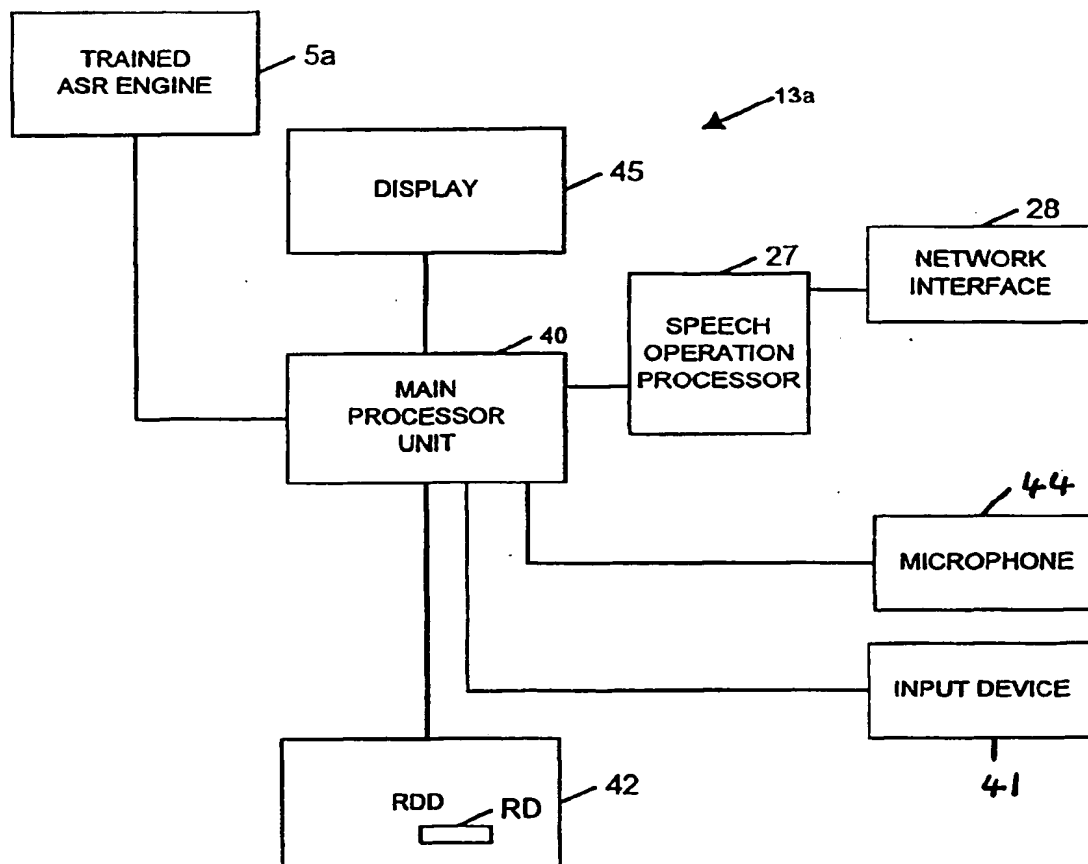 TRAINED
ASR ENGINE
5a
13a
DISPLAY
45
28
NETWORK
INTERFACE
27
SPEECH
OPERATION
PROCESSOR
40
MAIN
PROCESSOR
UNIT
44
MICROPHONE
INPUT DEVICE
41
RDD
RD
42